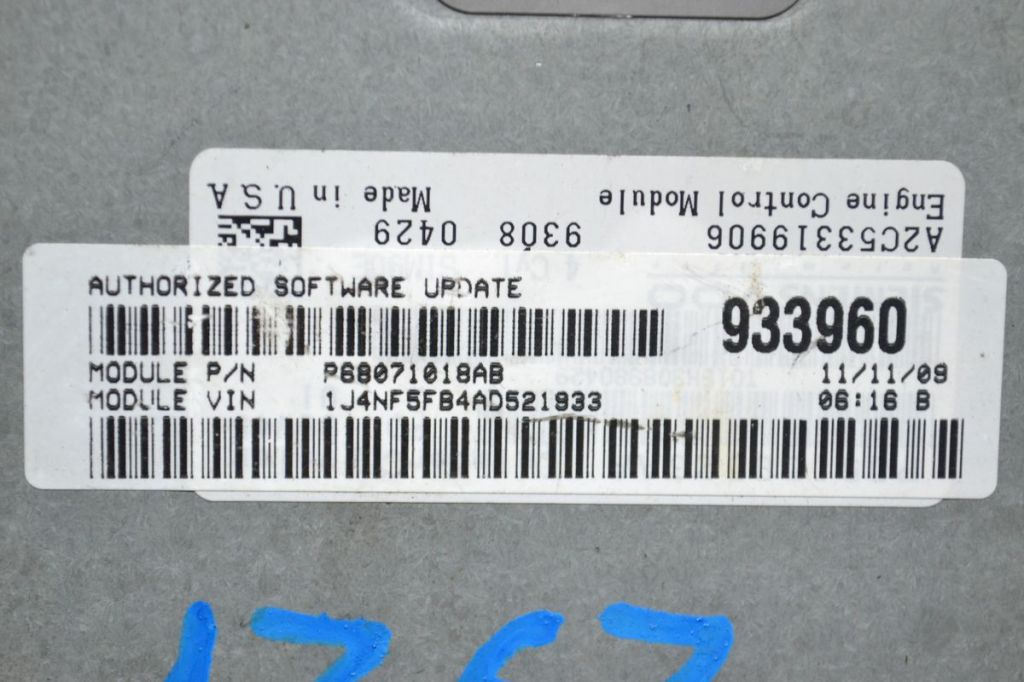 Engine Control Module Made in U.S.A
A2C53319906 9308 0429
AUTHORIZED SOFTWARE UPDATE
933960
MODULE P/N P68071018AB 11/11/09
MODULE VIN 1J4NF5FB4AD521933 06:16 B